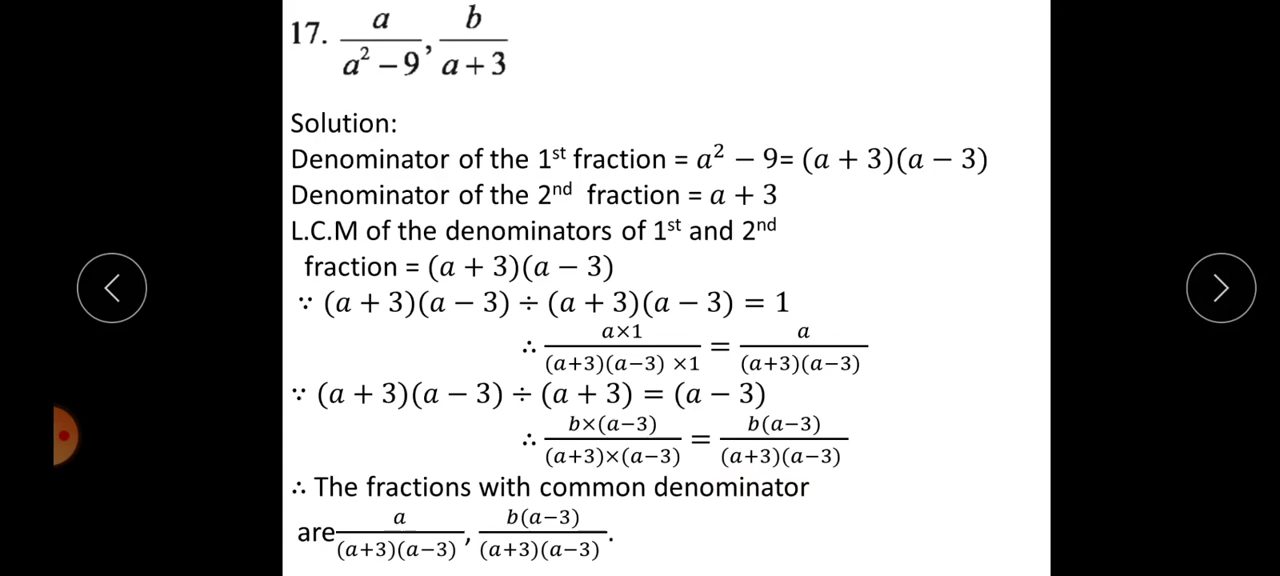 17. a/(a² − 9), b/(a + 3)
Solution:
Denominator of the 1st fraction = a² − 9= (a + 3)(a − 3)
Denominator of the 2nd fraction = a + 3
L.C.M of the denominators of 1st and 2nd
fraction = (a + 3)(a − 3)
∵ (a + 3)(a − 3) ÷ (a + 3)(a − 3) = 1
∴ (a×1)/((a+3)(a−3) ×1) = a/((a+3)(a−3))
∵ (a + 3)(a − 3) ÷ (a + 3) = (a − 3)
∴ (b×(a−3))/((a+3)×(a−3)) = (b(a−3))/((a+3)(a−3))
∴ The fractions with common denominator
are a/((a+3)(a−3)), (b(a−3))/((a+3)(a−3)).